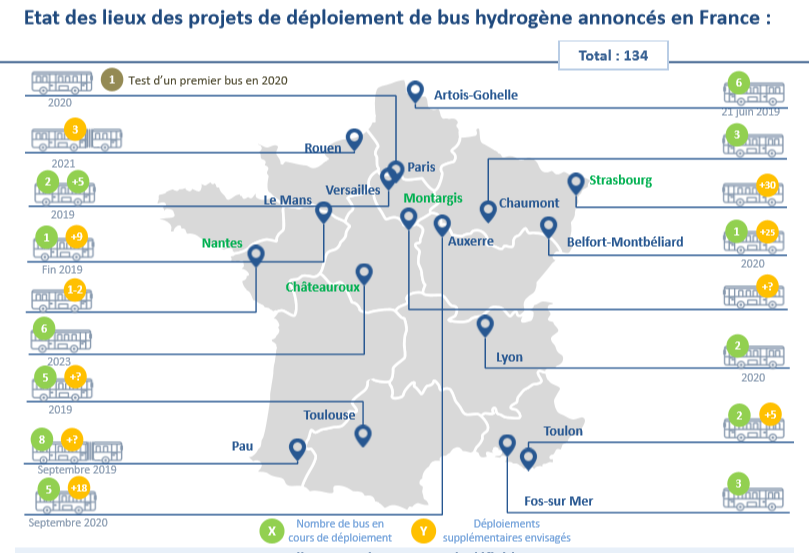 Etat des lieux des projets de déploiement de bus hydrogène annoncés en France :
Total : 134
1
Test d'un premier bus en 2020
2020
Artois-Gohelle
6
21 juin 2019
3
2021
Rouen
3
Paris
2
+5
2019
Versailles
Le Mans
Montargis
Chaumont
Strasbourg
+30
1
+9
Fin 2019
Nantes
Auxerre
Belfort-Montbéliard
1
+25
2020
1-2
Châteauroux
+?
6
2023
Lyon
2
2020
5
+?
2019
Toulouse
Toulon
2
+5
8
+?
Septembre 2019
Pau
5
+18
Septembre 2020
Fos-sur Mer
3
X
Nombre de bus en
cours de déploiement
Y
Déploiements
supplémentaires envisagés